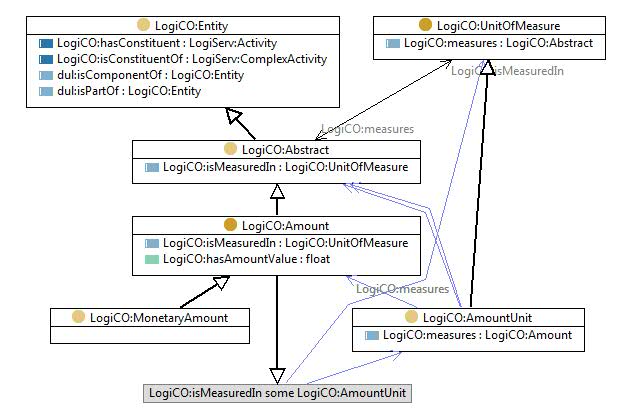 LogiCO:Entity
LogiCO:hasConstituent : LogiServ:Activity
LogiCO:isConstituentOf : LogiServ:ComplexActivity
dul:isComponentOf : LogiCO:Entity
dul:isPartOf : LogiCO:Entity
LogiCO:UnitOfMeasure
LogiCO:measures : LogiCO:Abstract
LogiCO:isMeasuredIn
LogiCO:measures
LogiCO:Abstract
LogiCO:isMeasuredIn : LogiCO:UnitOfMeasure
LogiCO:Amount
LogiCO:isMeasuredIn : LogiCO:UnitOfMeasure
LogiCO:hasAmountValue : float
LogiCO:measures
LogiCO:MonetaryAmount
LogiCO:AmountUnit
LogiCO:measures : LogiCO:Amount
LogiCO:isMeasuredIn some LogiCO:AmountUnit